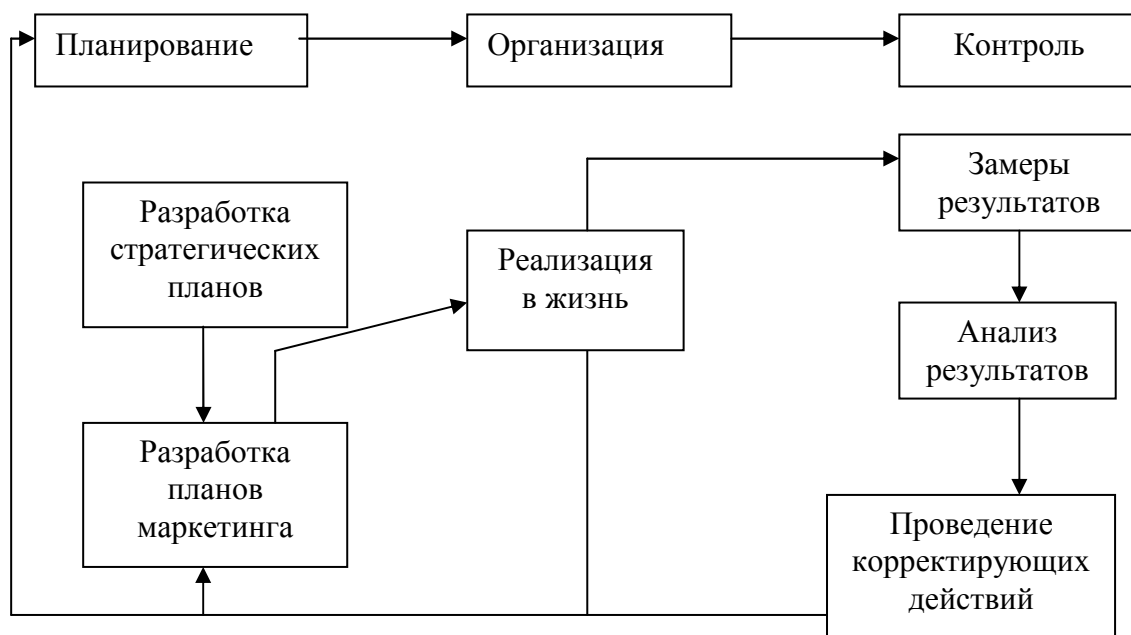 Планирование
Организация
Контроль
Разработка
стратегических
планов
Реализация
в жизнь
Замеры
результатов
Анализ
результатов
Разработка
планов
маркетинга
Проведение
корректирующих
действий